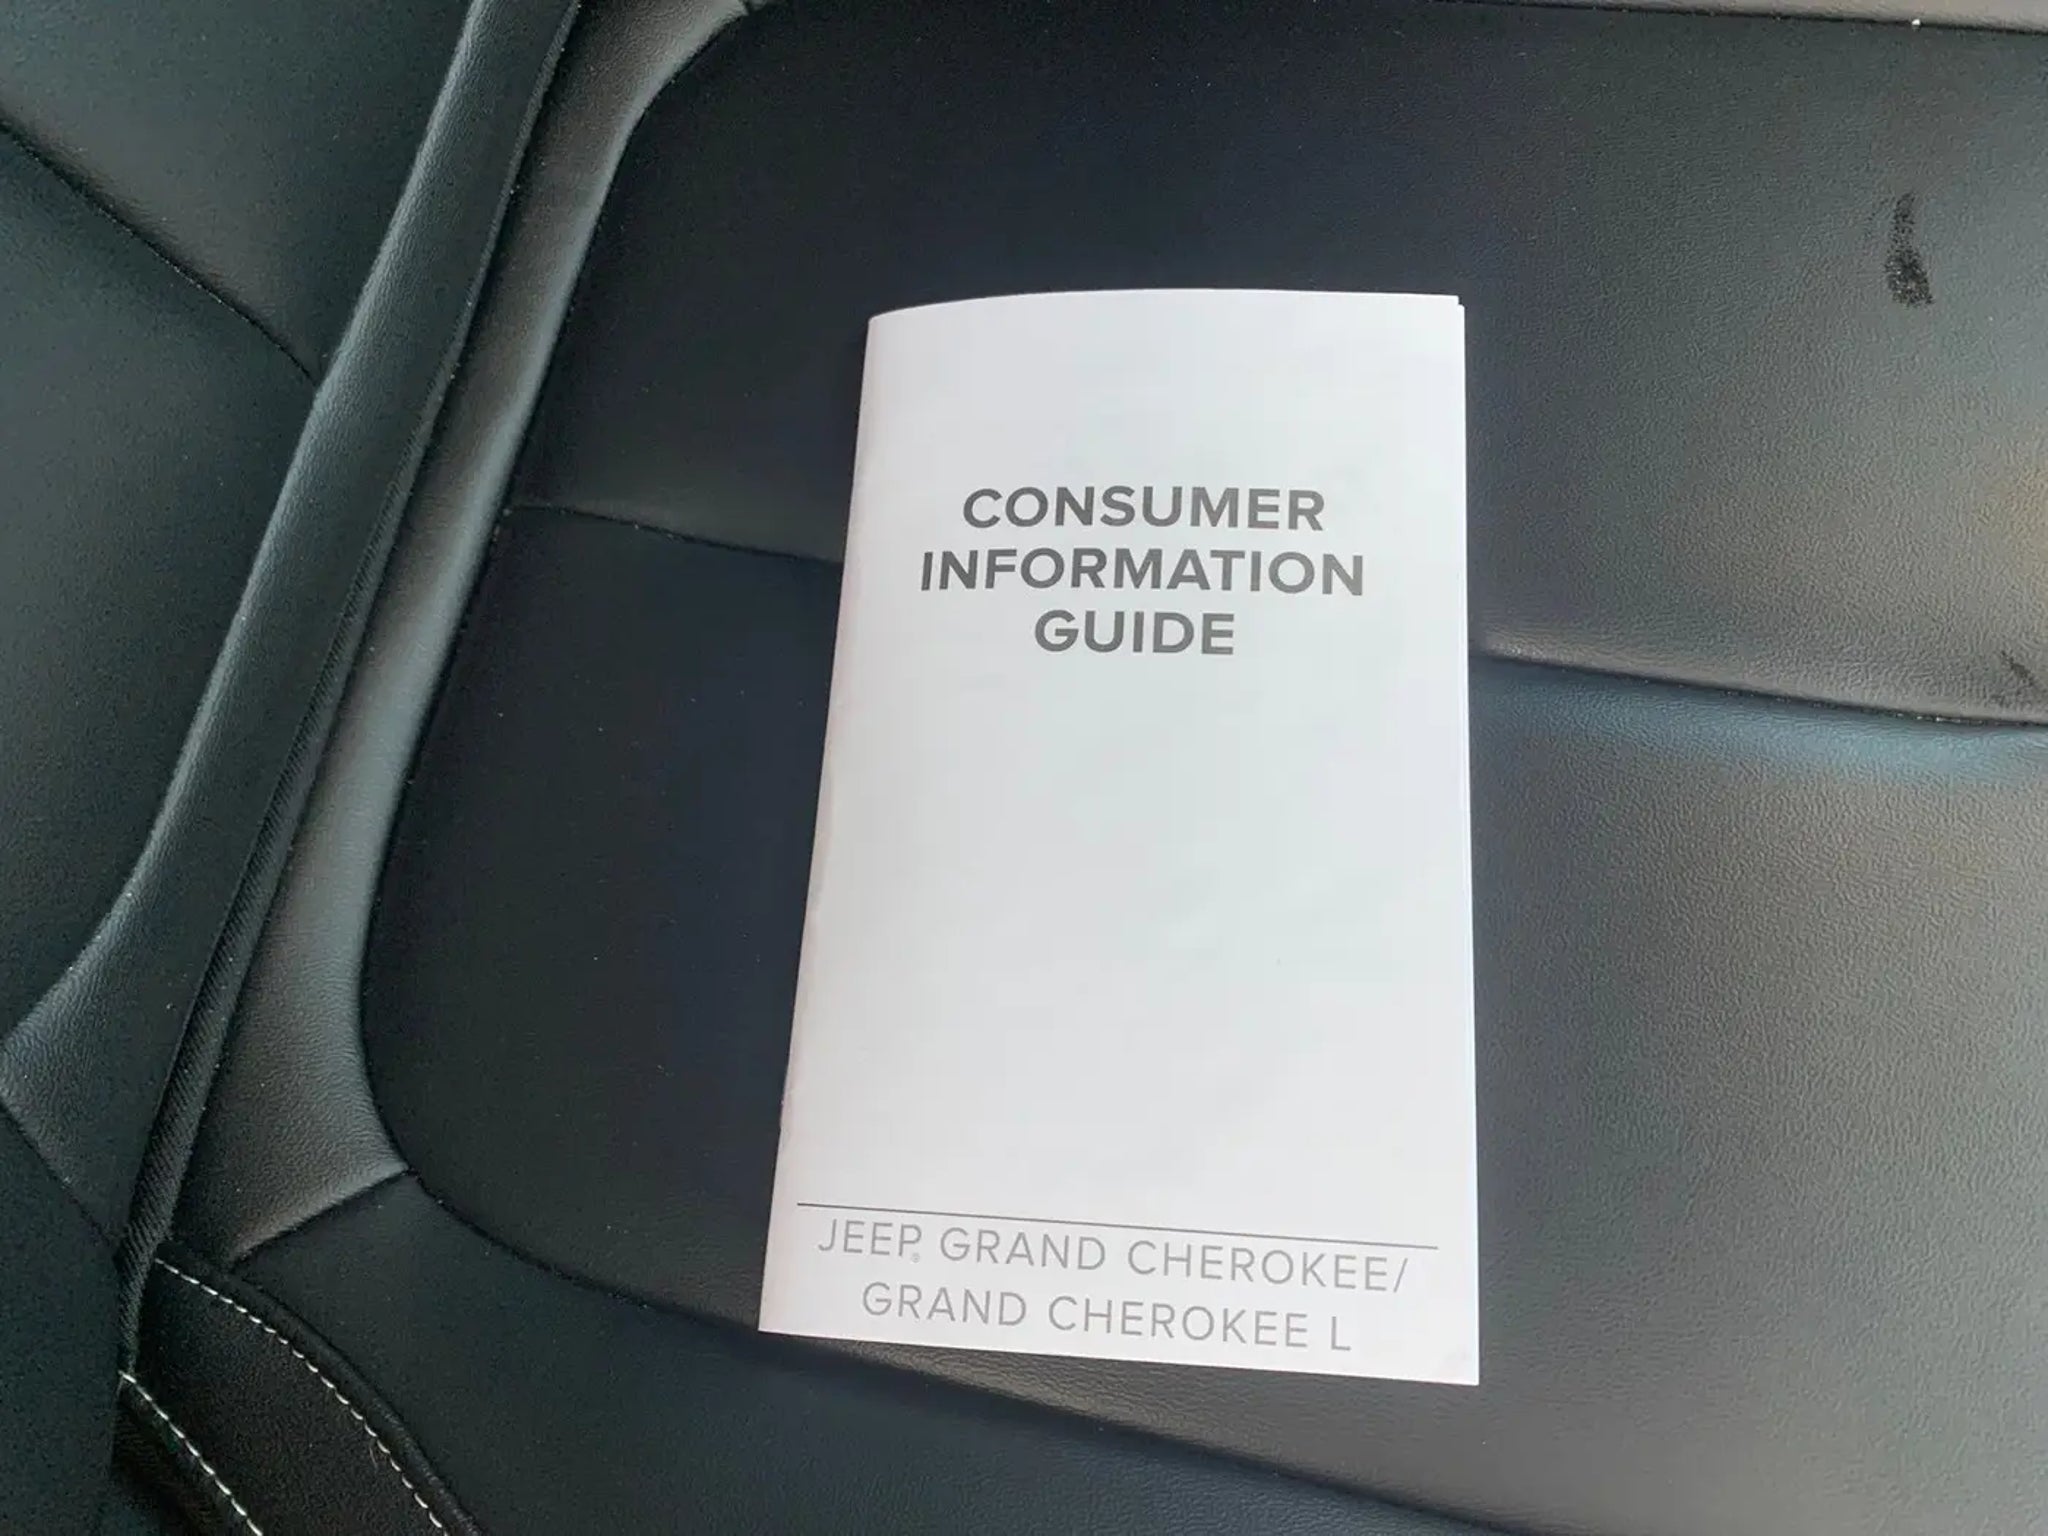 CONSUMER
INFORMATION
GUIDE
JEEP® GRAND CHEROKEE/
GRAND CHEROKEE L